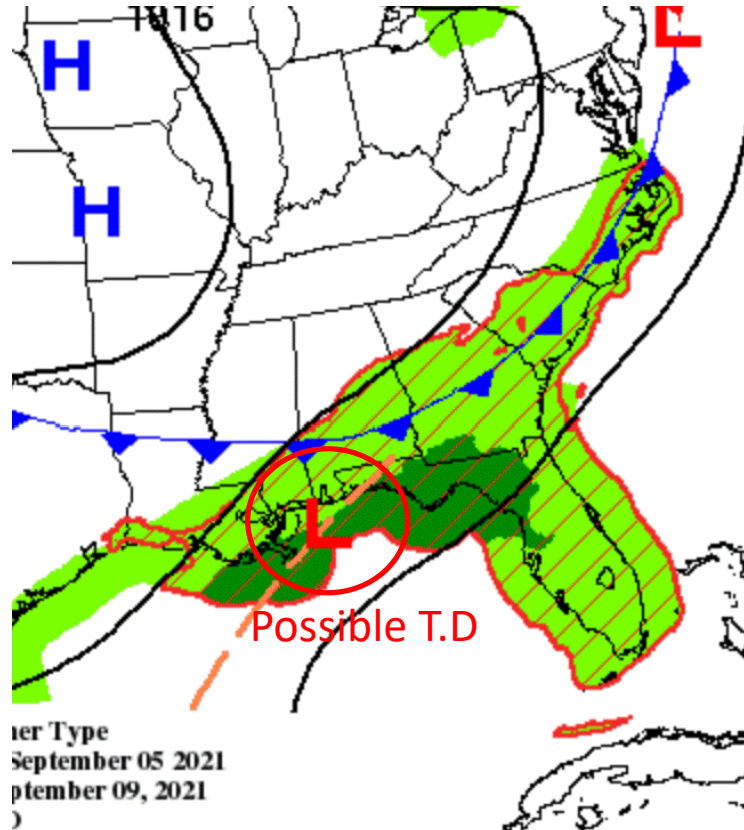 1016
H
L
H
L
Possible T.D
her Type
September 05 2021
ptember 09, 2021